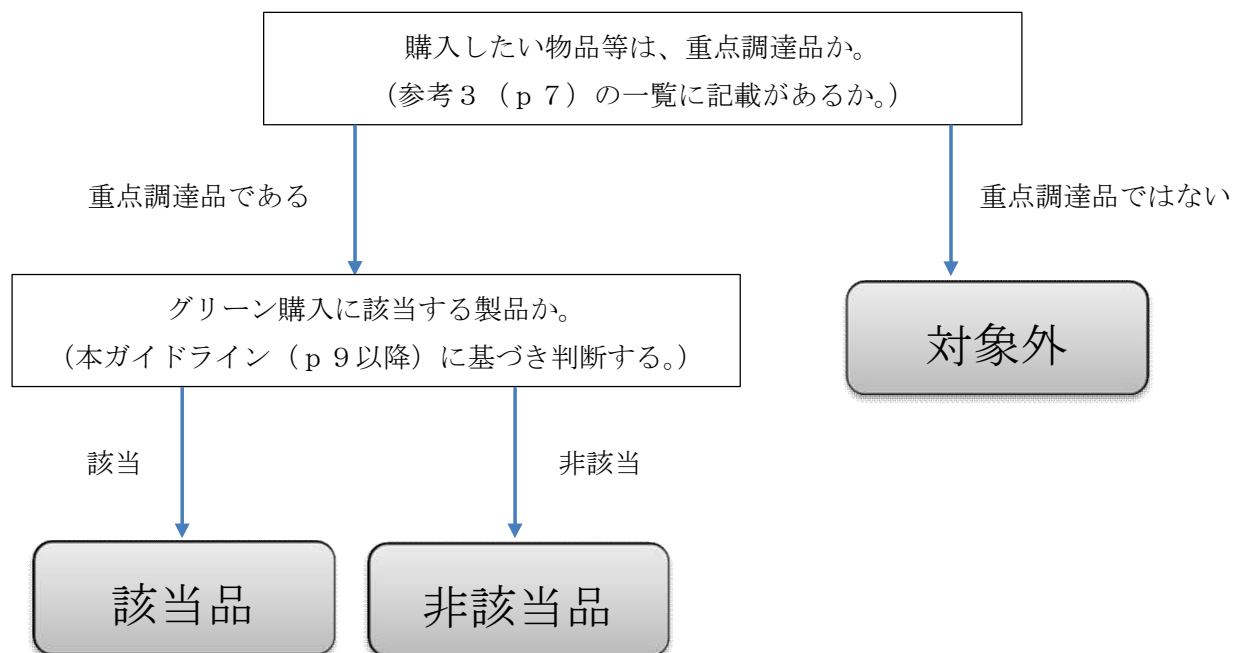 購入したい物品等は、重点調達品か。
（参考３（ｐ７）の一覧に記載があるか。）
重点調達品である
重点調達品ではない
グリーン購入に該当する製品か。
（本ガイドライン（ｐ９以降）に基づき判断する。）
対象外
該当
非該当
該当品
非該当品